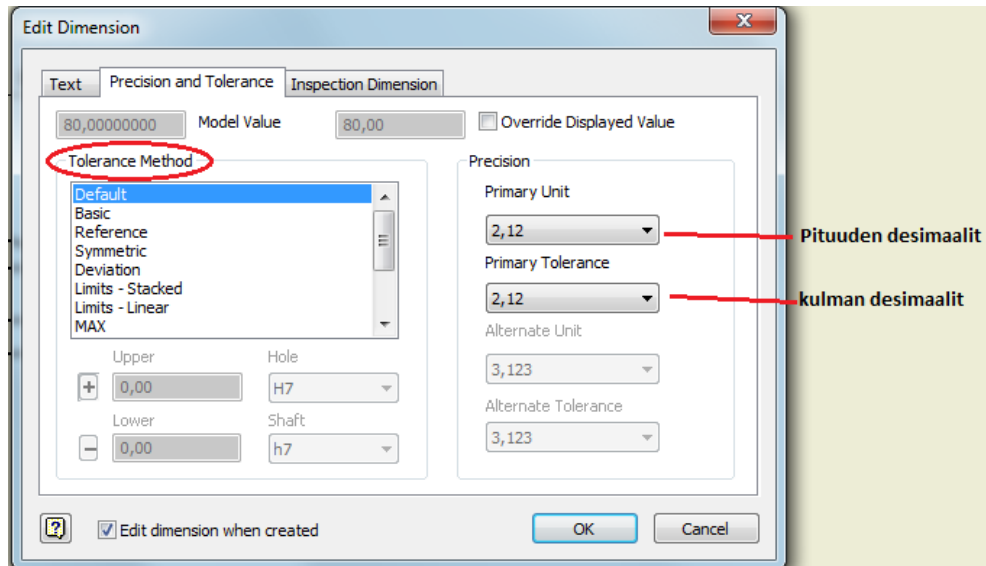 Edit Dimension
Text
Precision and Tolerance
Inspection Dimension
80,00000000
Model Value
80,00
Override Displayed Value
Tolerance Method
Default
Basic
Reference
Symmetric
Deviation
Limits - Stacked
Limits - Linear
MAX
Upper
Hole
+
0,00
H7
Lower
Shaft
-
0,00
h7
Precision
Primary Unit
2,12
Pituuden desimaalit
Primary Tolerance
2,12
kulman desimaalit
Alternate Unit
3,123
Alternate Tolerance
3,123
?
Edit dimension when created
OK
Cancel